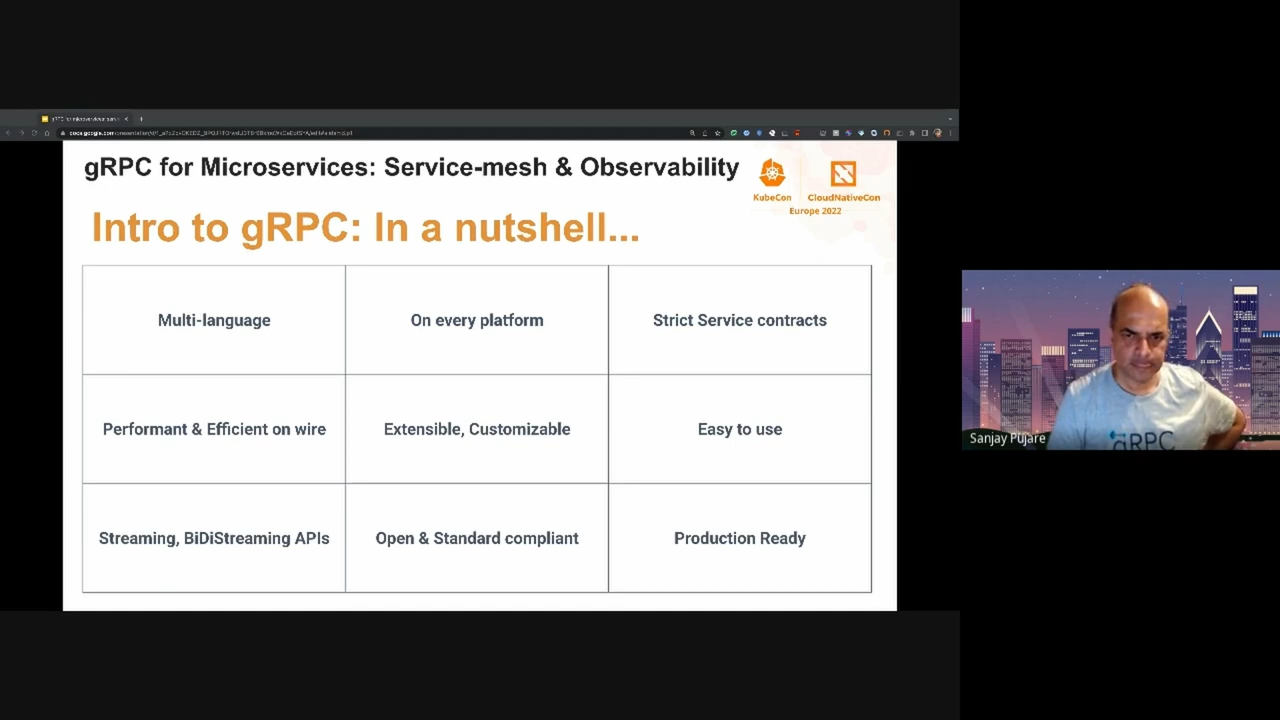 gRPC for Microservices: Service-mesh & Observability
KubeCon
CloudNativeCon
Europe 2022
Intro to gRPC: In a nutshell...
Multi-language
On every platform
Strict Service contracts
Performant & Efficient on wire
Extensible, Customizable
Easy to use
Streaming, BiDiStreaming APIs
Open & Standard compliant
Production Ready
Sanjay Pujare
gRPC